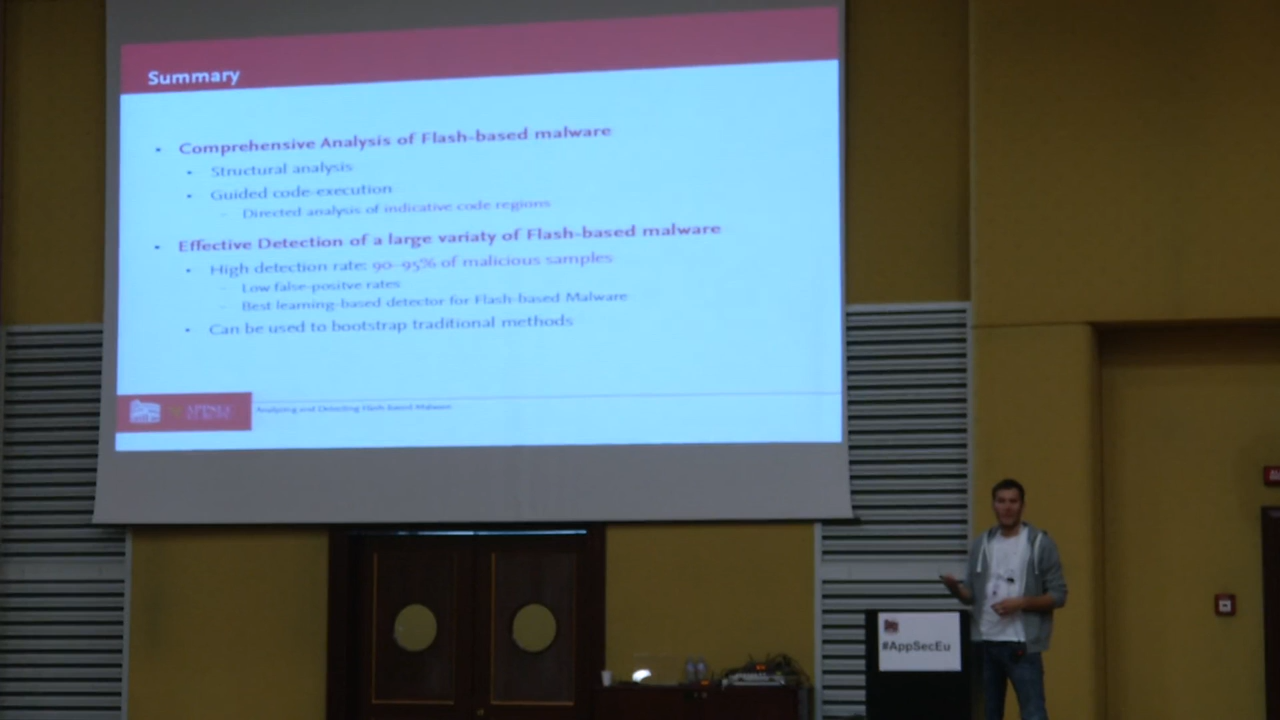 Summary
• Comprehensive Analysis of Flash-based malware
• Structural analysis
• Guided code-execution
– Directed analysis of indicative code regions
• Effective Detection of a large variaty of Flash-based malware
• High detection rate: 90–95% of malicious samples
– Low false-positve rates
– Best learning-based detector for Flash-based Malware
• Can be used to bootstrap traditional methods
Analyzing and Detecting Flash-based Malware
#AppSecEu